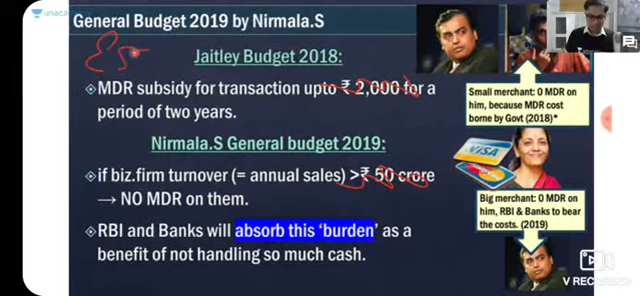 unacademy
General Budget 2019 by Nirmala.S
Jaitley Budget 2018:
MDR subsidy for transaction upto ₹ 2,000 for a
period of two years.
Nirmala.S General budget 2019:
if biz.firm turnover (= annual sales) >₹ 50 crore
→ NO MDR on them.
RBI and Banks will absorb this 'burden' as a
benefit of not handling so much cash.
Small merchant: 0 MDR on
him, because MDR cost
borne by Govt (2018)*
VISA
Big merchant: 0 MDR on
him, RBI & Banks to bear
the costs. (2019)
V RECORDER